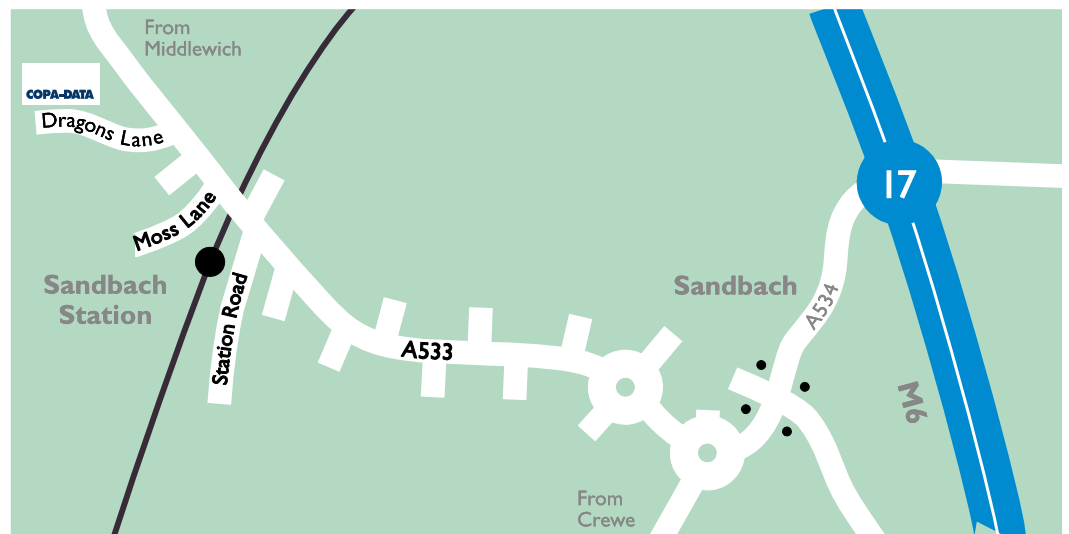 From
Middlewich
COPA-DATA
Dragons Lane
17
Moss Lane
Sandbach
Station
Station Road
Sandbach
A534
A533
M6
From
Crewe